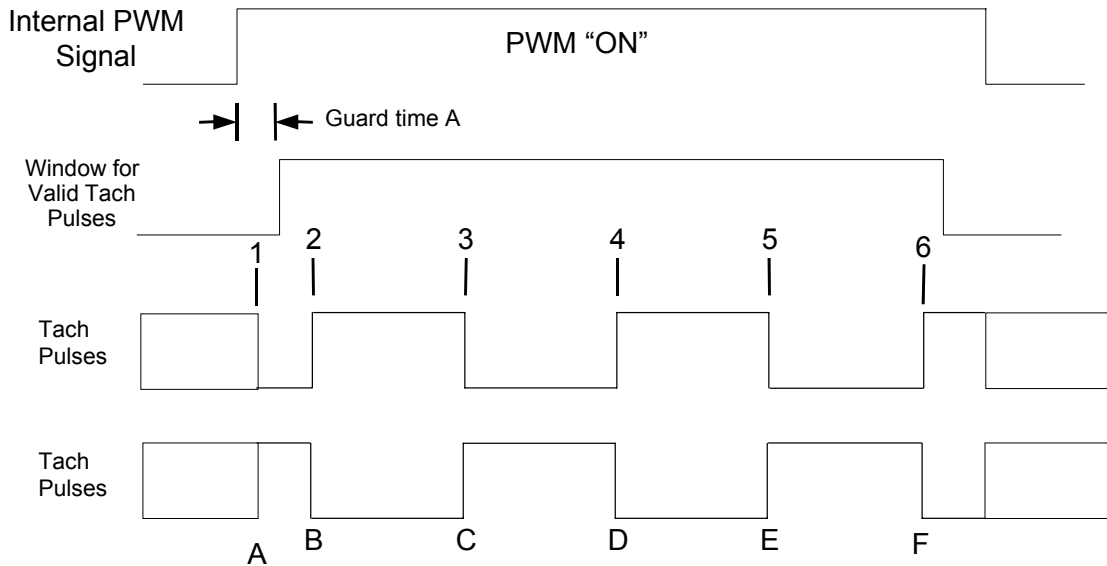 Internal PWM
Signal
PWM “ON”
Guard time A
Window for
Valid Tach
Pulses
1 2 3 4 5 6
Tach
Pulses
Tach
Pulses
A B C D E F